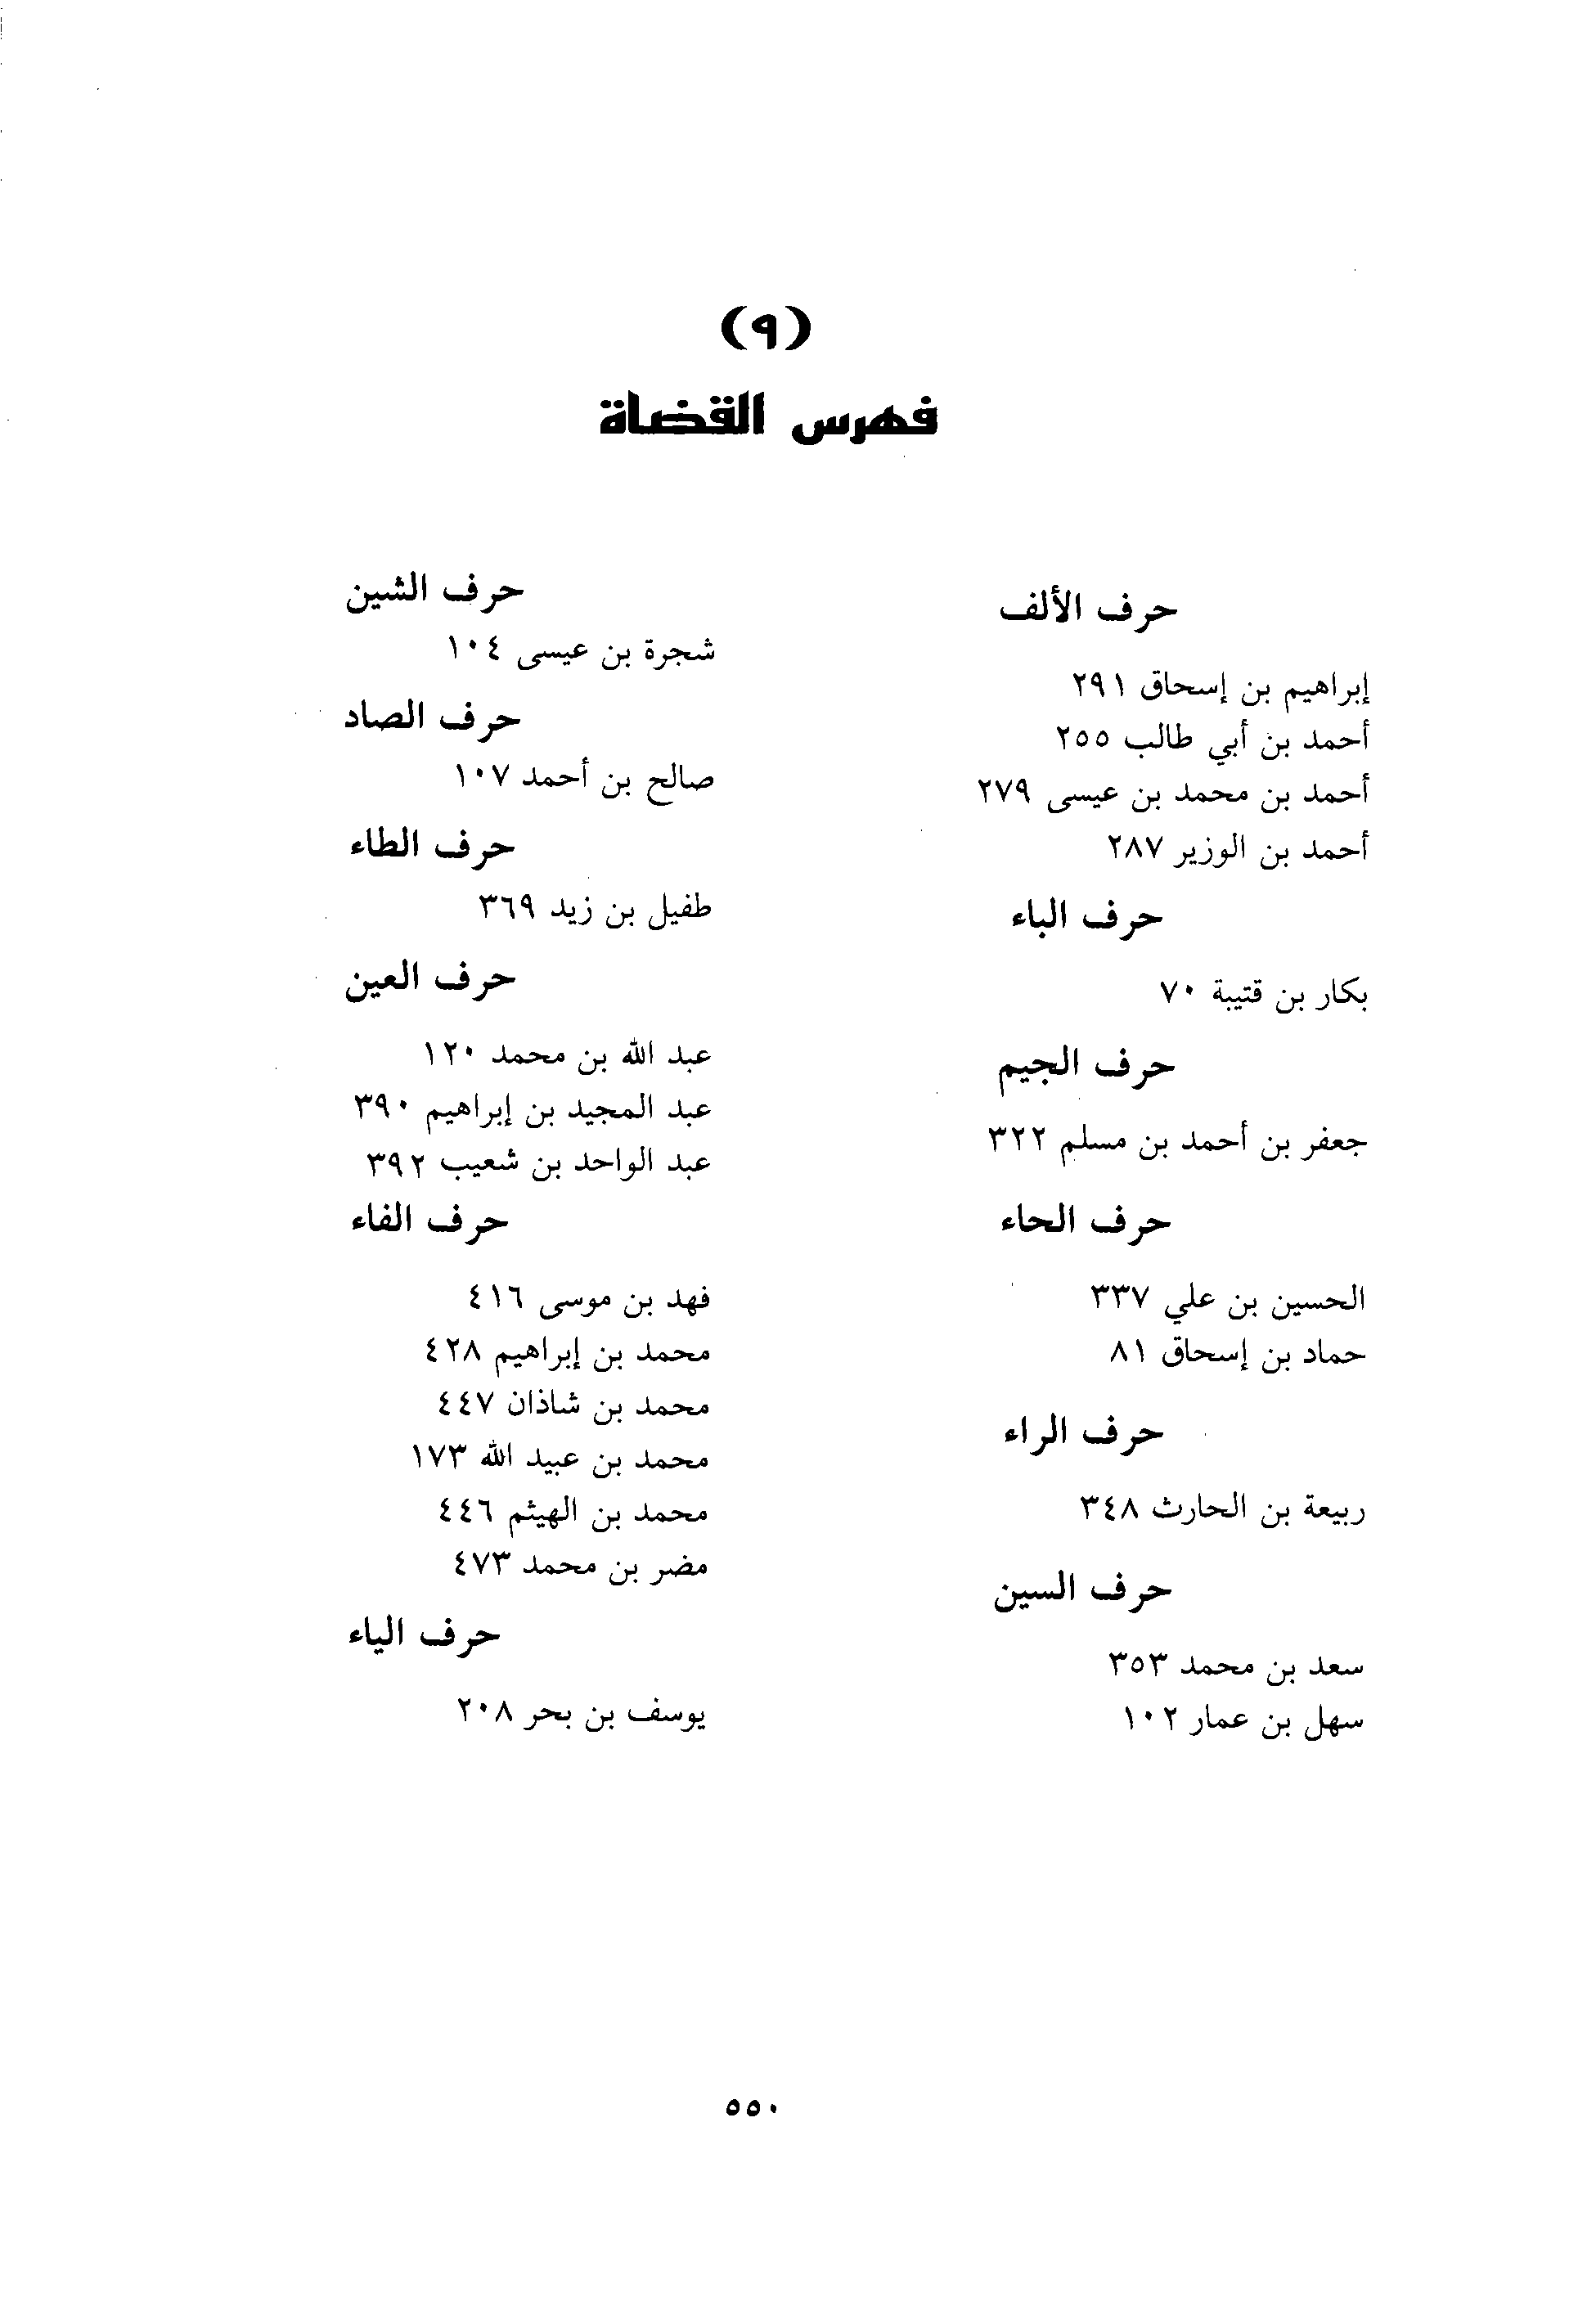 (٩)
فهرس القضاة
حرف الألف
إبراهيم بن إسحاق ٢٩١
أحمد بن أبي طالب ٢٥٥
أحمد بن محمد بن عيسى ٢٧٩
أحمد بن الوزير ٢٨٧
حرف الباء
بكار بن قتيبة ٧٠
حرف الجيم
جعفر بن أحمد بن مسلم ٣٢٢
حرف الحاء
الحسين بن علي ٣٣٧
حماد بن إسحاق ٨١
حرف الراء
ربيعة بن الحارث ٣٤٨
حرف السين
سعد بن محمد ٣٥٣
سهل بن عمار ١٠٢
حرف الشين
شجرة بن عيسى ١٠٤
حرف الصاد
صالح بن أحمد ١٠٧
حرف الطاء
طفيل بن زيد ٣٦٩
حرف العين
عبد الله بن محمد ١٢٠
عبد المجيد بن إبراهيم ٣٩٠
عبد الواحد بن شعيب ٣٩٢
حرف الفاء
فهد بن موسى ٤١٦
محمد بن إبراهيم ٤٢٨
محمد بن شاذان ٤٤٧
محمد بن عبيد الله ١٧٣
محمد بن الهيثم ٤٤٦
مضر بن محمد ٤٧٣
حرف الياء
يوسف بن بحر ٢٠٨
٥٥٠